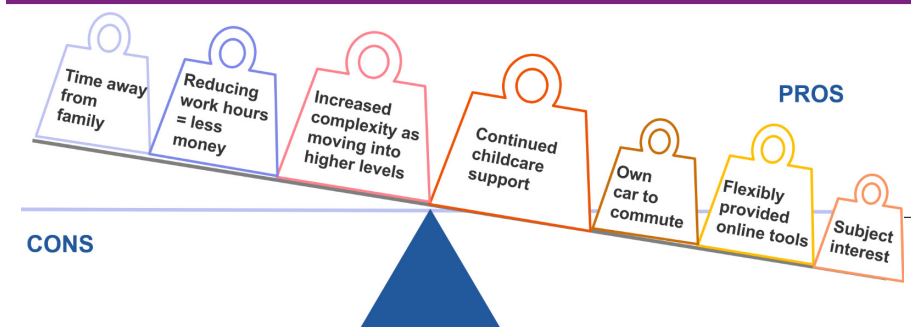 Time away
from
family
Reducing
work hours
= less
money
Increased
complexity as
moving into
higher levels
Continued
childcare
support
PROS
Own
car to
commute
Flexibly
provided
online tools
Subject
interest
CONS